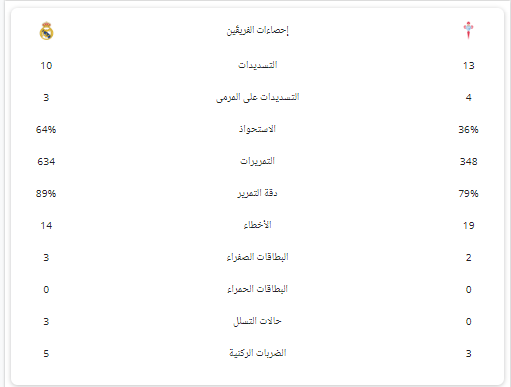 إحصاءات الفريقين
13 التسديدات 10
4 التسديدات على المرمى 3
36% الاستحواذ 64%
348 التمريرات 634
79% دقة التمرير 89%
19 الأخطاء 14
2 البطاقات الصفراء 3
0 البطاقات الحمراء 0
0 حالات التسلل 3
3 الضربات الركنية 5